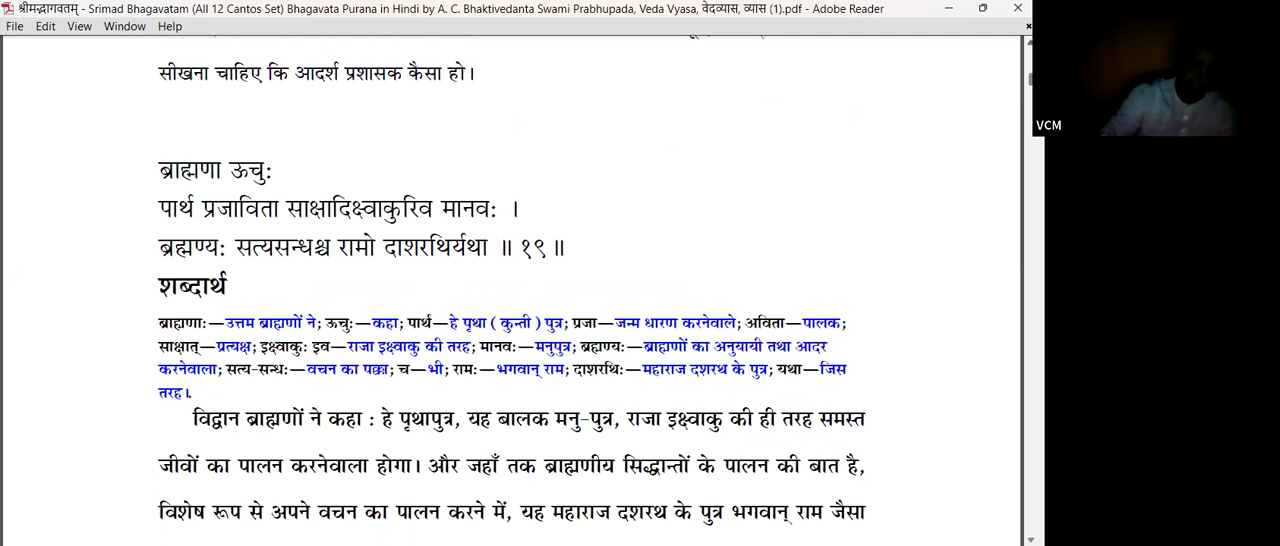 श्रीमद्भागवतम् - Srimad Bhagavatam (All 12 Cantos Set) Bhagavata Purana in Hindi by A. C. Bhaktivedanta Swami Prabhupada, Veda Vyasa, वेदव्यास, व्यास (1).pdf - Adobe Reader
File Edit View Window Help
सीखना चाहिए कि आदर्श प्रशासक कैसा हो।
VCM
ब्राह्मणा ऊचु:
पार्थ प्रजाविता साक्षादिक्ष्वाकुरिव मानव: ।
ब्रह्मण्य: सत्यसन्धश्च रामो दाशरथिर्यथा ॥ १९॥
शब्दार्थ
ब्राह्मणा:—उत्तम ब्राह्मणों ने; ऊचु:—कहा; पार्थ—हे पृथा ( कुन्ती ) पुत्र; प्रजा—जन्म धारण करनेवाले; अविता—पालक;
साक्षात्—प्रत्यक्ष; इक्ष्वाकु: इव—राजा इक्ष्वाकु की तरह; मानव:—मनुपुत्र; ब्रह्मण्य:—ब्राह्मणों का अनुयायी तथा आदर
करनेवाला; सत्य-सन्ध:—वचन का पक्का; च—भी; राम:—भगवान् राम; दाशरथि:—महाराज दशरथ के पुत्र; यथा—जिस
तरह।.
विद्वान ब्राह्मणों ने कहा : हे पृथापुत्र, यह बालक मनु-पुत्र, राजा इक्ष्वाकु की ही तरह समस्त
जीवों का पालन करनेवाला होगा। और जहाँ तक ब्राह्मणीय सिद्धान्तों के पालन की बात है,
विशेष रूप से अपने वचन का पालन करने में, यह महाराज दशरथ के पुत्र भगवान् राम जैसा